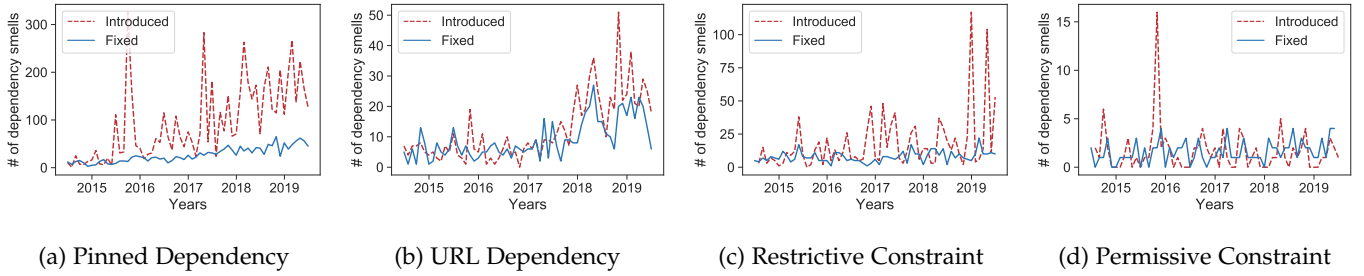 # of dependency smells
300
200
100
0
Introduced
Fixed
2015 2016 2017 2018 2019
Years
(a) Pinned Dependency
# of dependency smells
50
40
30
20
10
0
Introduced
Fixed
2015 2016 2017 2018 2019
Years
(b) URL Dependency
# of dependency smells
100
75
50
25
0
Introduced
Fixed
2015 2016 2017 2018 2019
Years
(c) Restrictive Constraint
# of dependency smells
15
10
5
0
Introduced
Fixed
2015 2016 2017 2018 2019
Years
(d) Permissive Constraint